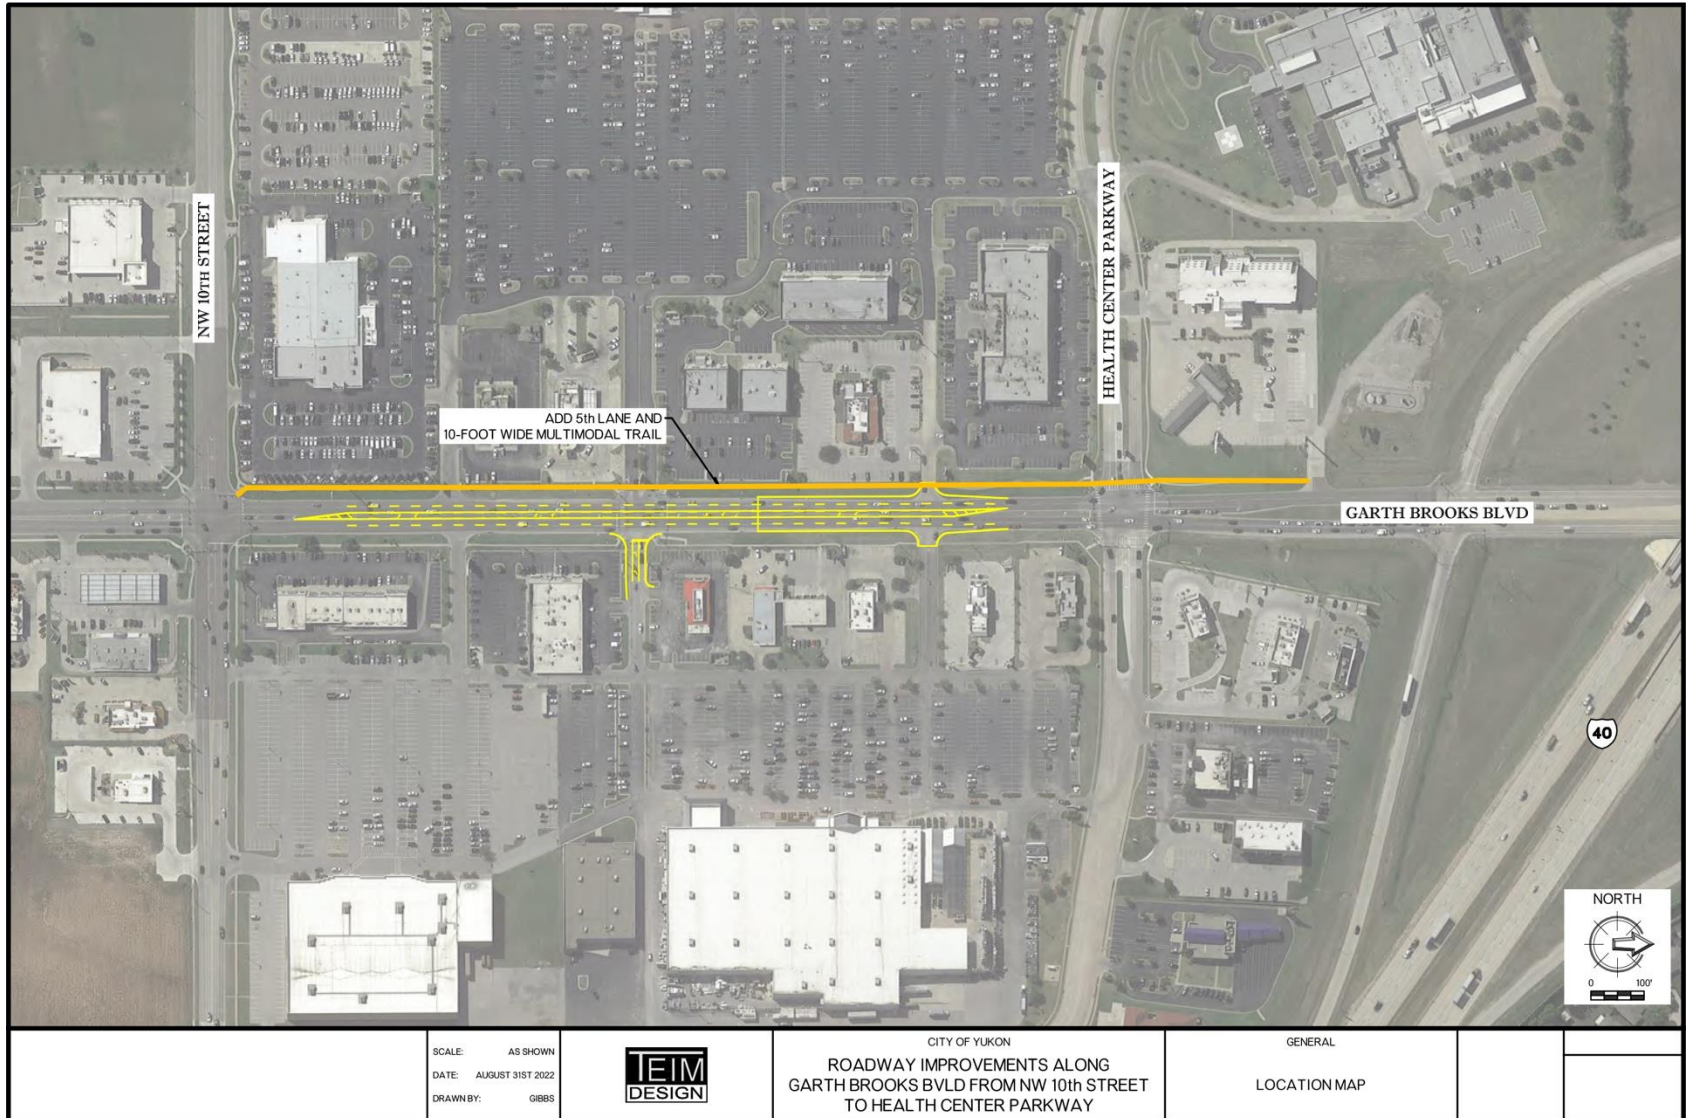 NW 10TH STREET
HEALTH CENTER PARKWAY
ADD 5th LANE AND
10-FOOT WIDE MULTIMODAL TRAIL
GARTH BROOKS BLVD
40
NORTH
0 100'
SCALE: AS SHOWN
DATE: AUGUST 31ST 2022
DRAWN BY: GIBBS
TEIM
DESIGN
CITY OF YUKON
ROADWAY IMPROVEMENTS ALONG
GARTH BROOKS BVLD FROM NW 10th STREET
TO HEALTH CENTER PARKWAY
GENERAL
LOCATION MAP